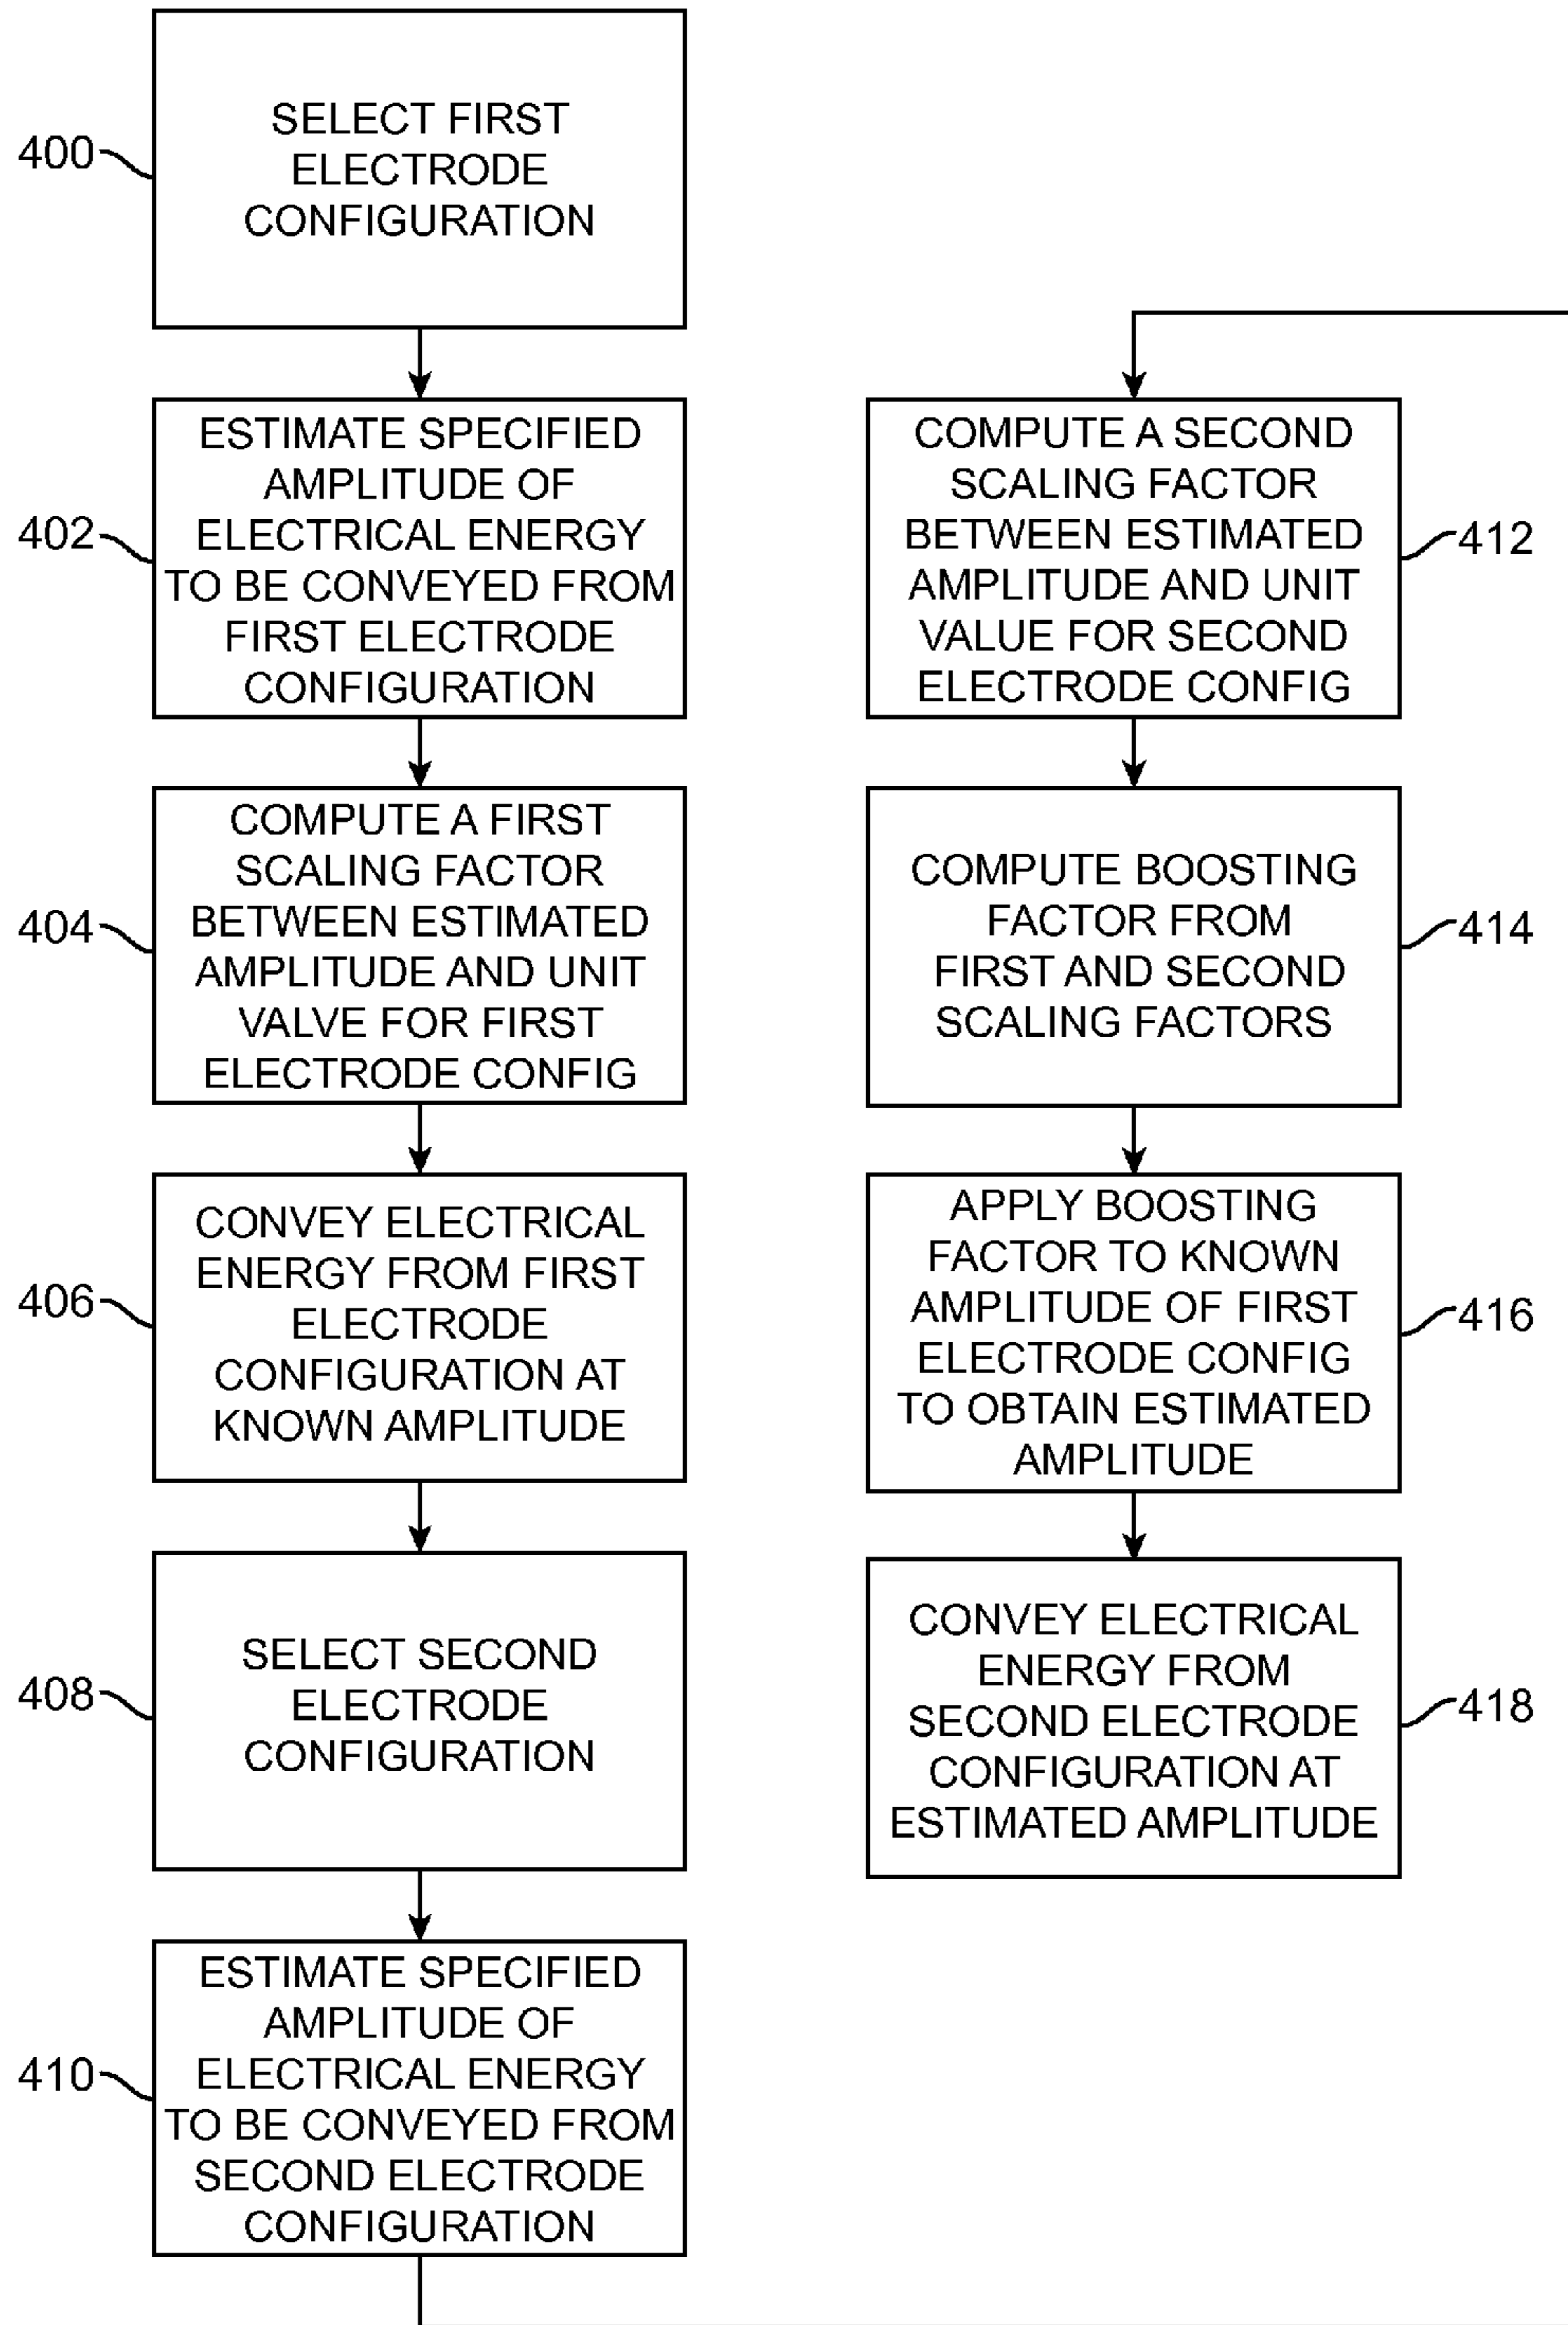 400
SELECT FIRST
ELECTRODE
CONFIGURATION
402
ESTIMATE SPECIFIED
AMPLITUDE OF
ELECTRICAL ENERGY
TO BE CONVEYED FROM
FIRST ELECTRODE
CONFIGURATION
404
COMPUTE A FIRST
SCALING FACTOR
BETWEEN ESTIMATED
AMPLITUDE AND UNIT
VALVE FOR FIRST
ELECTRODE CONFIG
406
CONVEY ELECTRICAL
ENERGY FROM FIRST
ELECTRODE
CONFIGURATION AT
KNOWN AMPLITUDE
408
SELECT SECOND
ELECTRODE
CONFIGURATION
410
ESTIMATE SPECIFIED
AMPLITUDE OF
ELECTRICAL ENERGY
TO BE CONVEYED FROM
SECOND ELECTRODE
CONFIGURATION
COMPUTE A SECOND
SCALING FACTOR
BETWEEN ESTIMATED
AMPLITUDE AND UNIT
VALUE FOR SECOND
ELECTRODE CONFIG
412
COMPUTE BOOSTING
FACTOR FROM
FIRST AND SECOND
SCALING FACTORS
414
APPLY BOOSTING
FACTOR TO KNOWN
AMPLITUDE OF FIRST
ELECTRODE CONFIG
TO OBTAIN ESTIMATED
AMPLITUDE
416
CONVEY ELECTRICAL
ENERGY FROM
SECOND ELECTRODE
CONFIGURATION AT
ESTIMATED AMPLITUDE
418